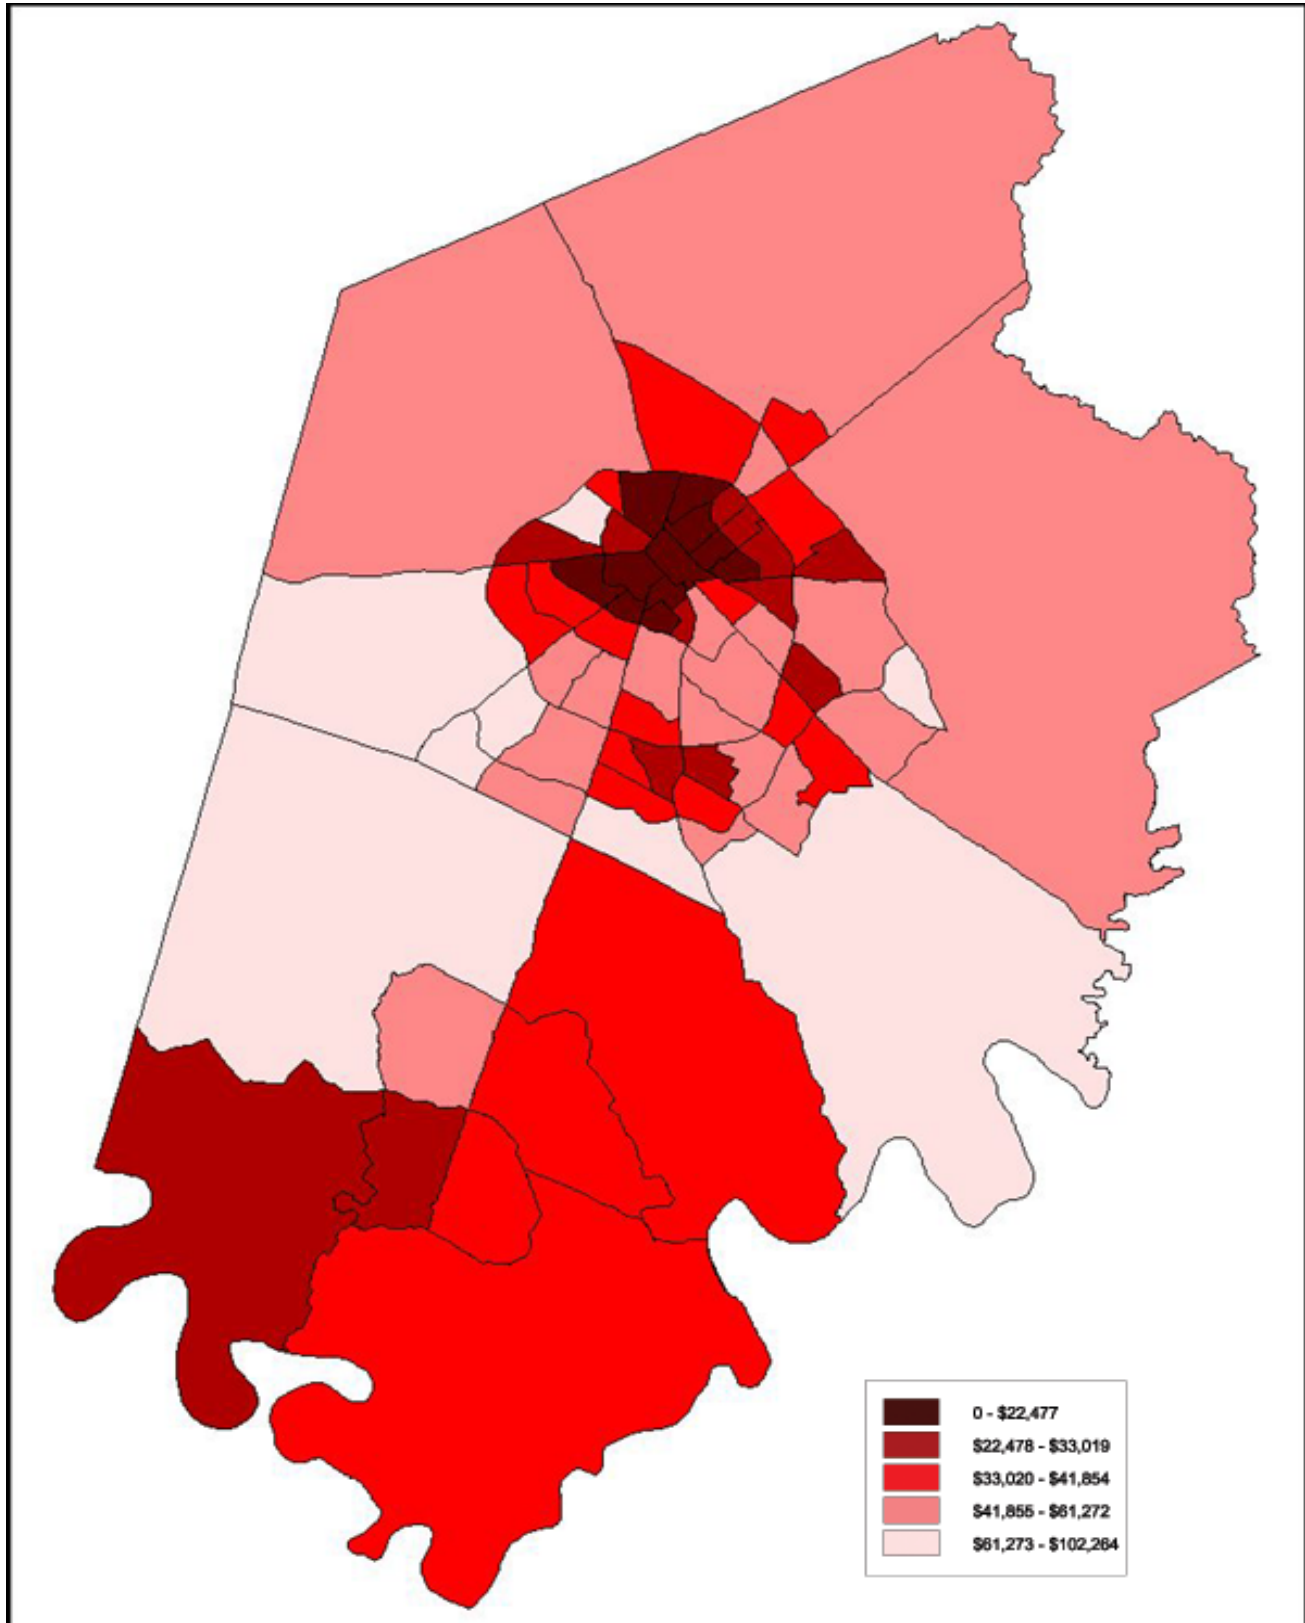 0 - $22,477
$22,478 - $33,019
$33,020 - $41,854
$41,855 - $61,272
$61,273 - $102,264